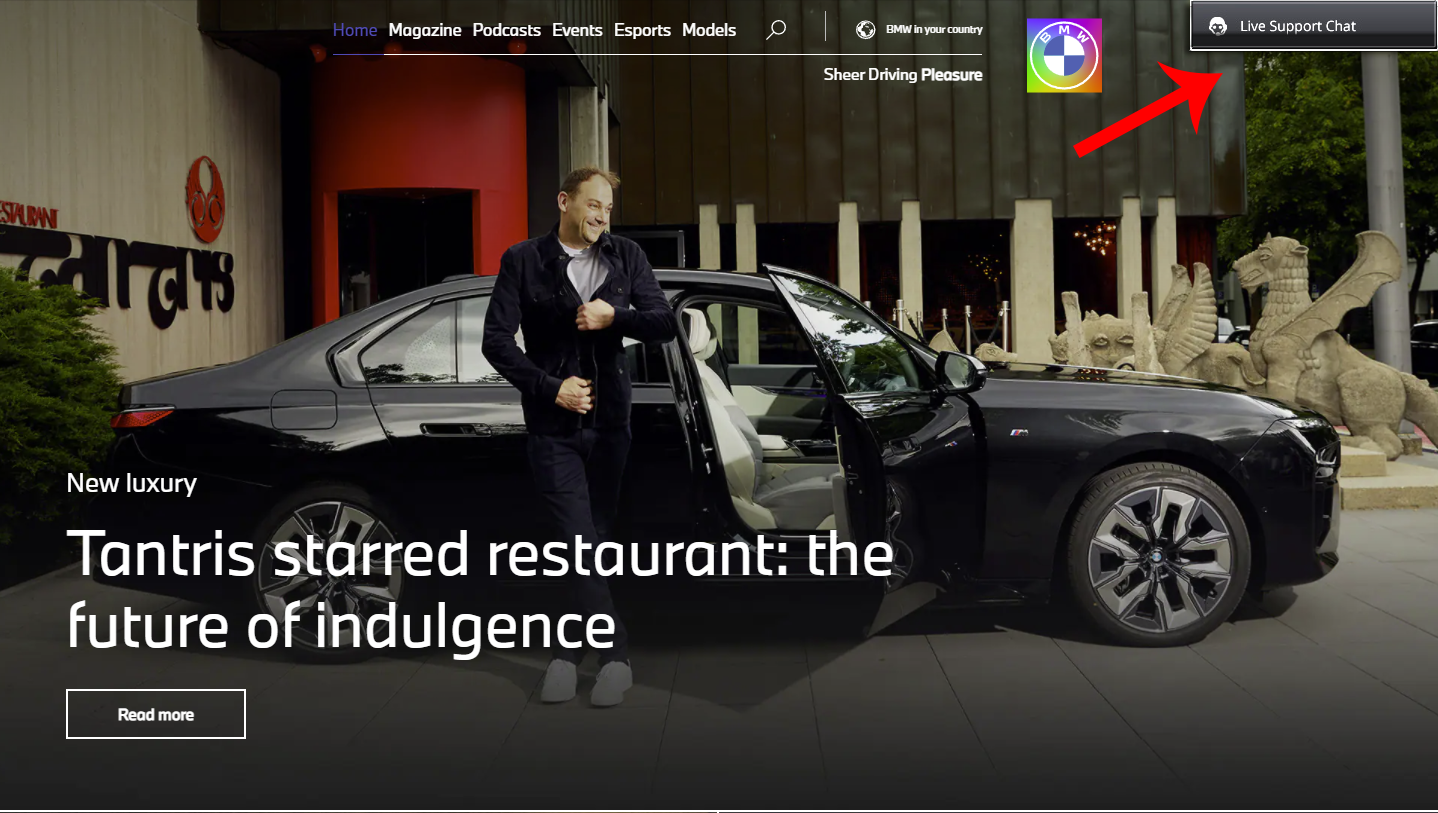 Home Magazine Podcasts Events Esports Models
BMW in your country
BMW
Live Support Chat
Sheer Driving Pleasure
New luxury
Tantris starred restaurant: the
future of indulgence
Read more